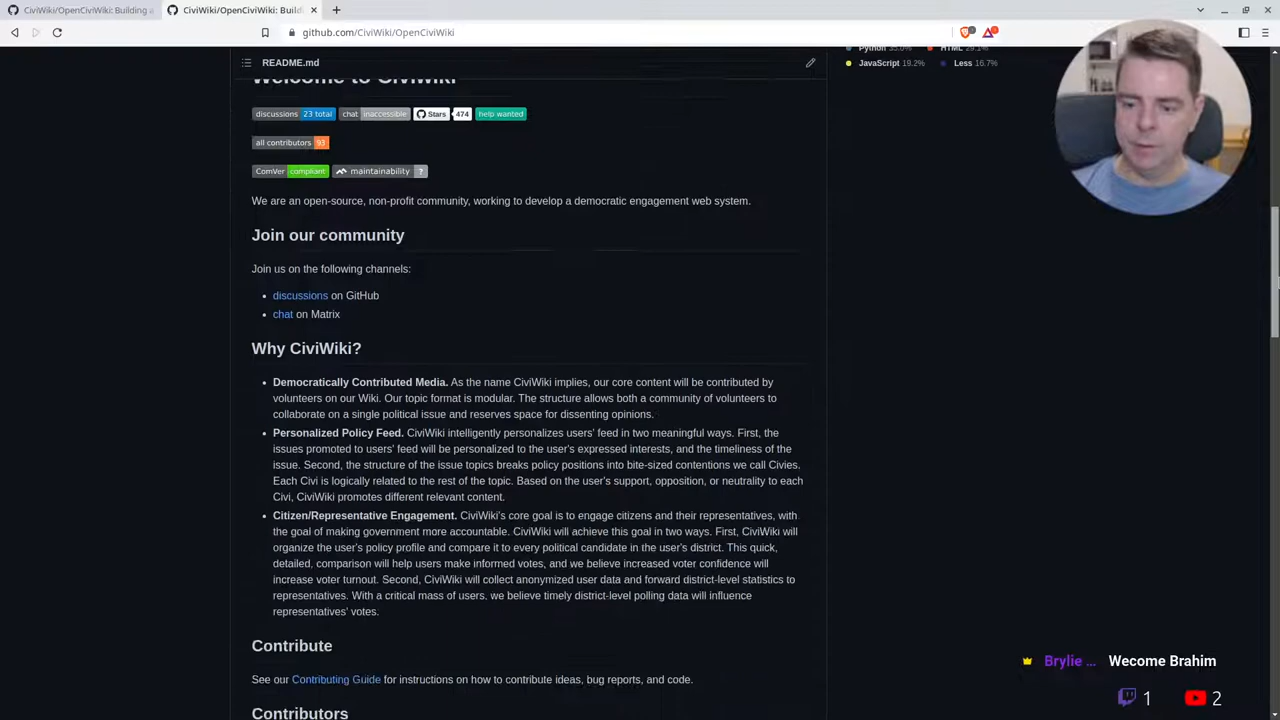 CiviWiki/OpenCiviWiki: Building a
CiviWiki/OpenCiviWiki: Buildi
github.com/CiviWiki/OpenCiviWiki
README.md
Python 35.0% HTML 29.1%
JavaScript 19.2% Less 16.7%
Welcome to CiviWiki
discussions 23 total chat inaccessible Stars 474 help wanted
all contributors 93
ComVer compliant maintainability ?
We are an open-source, non-profit community, working to develop a democratic engagement web system.
Join our community
Join us on the following channels:
discussions on GitHub
chat on Matrix
Why CiviWiki?
Democratically Contributed Media. As the name CiviWiki implies, our core content will be contributed by
volunteers on our Wiki. Our topic format is modular. The structure allows both a community of volunteers to
collaborate on a single political issue and reserves space for dissenting opinions.
Personalized Policy Feed. CiviWiki intelligently personalizes users' feed in two meaningful ways. First, the
issues promoted to users' feed will be personalized to the user's expressed interests, and the timeliness of the
issue. Second, the structure of the issue topics breaks policy positions into bite-sized contentions we call Civies.
Each Civi is logically related to the rest of the topic. Based on the user's support, opposition, or neutrality to each
Civi, CiviWiki promotes different relevant content.
Citizen/Representative Engagement. CiviWiki's core goal is to engage citizens and their representatives, with
the goal of making government more accountable. CiviWiki will achieve this goal in two ways. First, CiviWiki will
organize the user's policy profile and compare it to every political candidate in the user's district. This quick,
detailed, comparison will help users make informed votes, and we believe increased voter confidence will
increase voter turnout. Second, CiviWiki will collect anonymized user data and forward district-level statistics to
representatives. With a critical mass of users, we believe timely district-level polling data will influence
representatives' votes.
Contribute
See our Contributing Guide for instructions on how to contribute ideas, bug reports, and code.
Contributors
Brylie ... Wecome Brahim
1 2